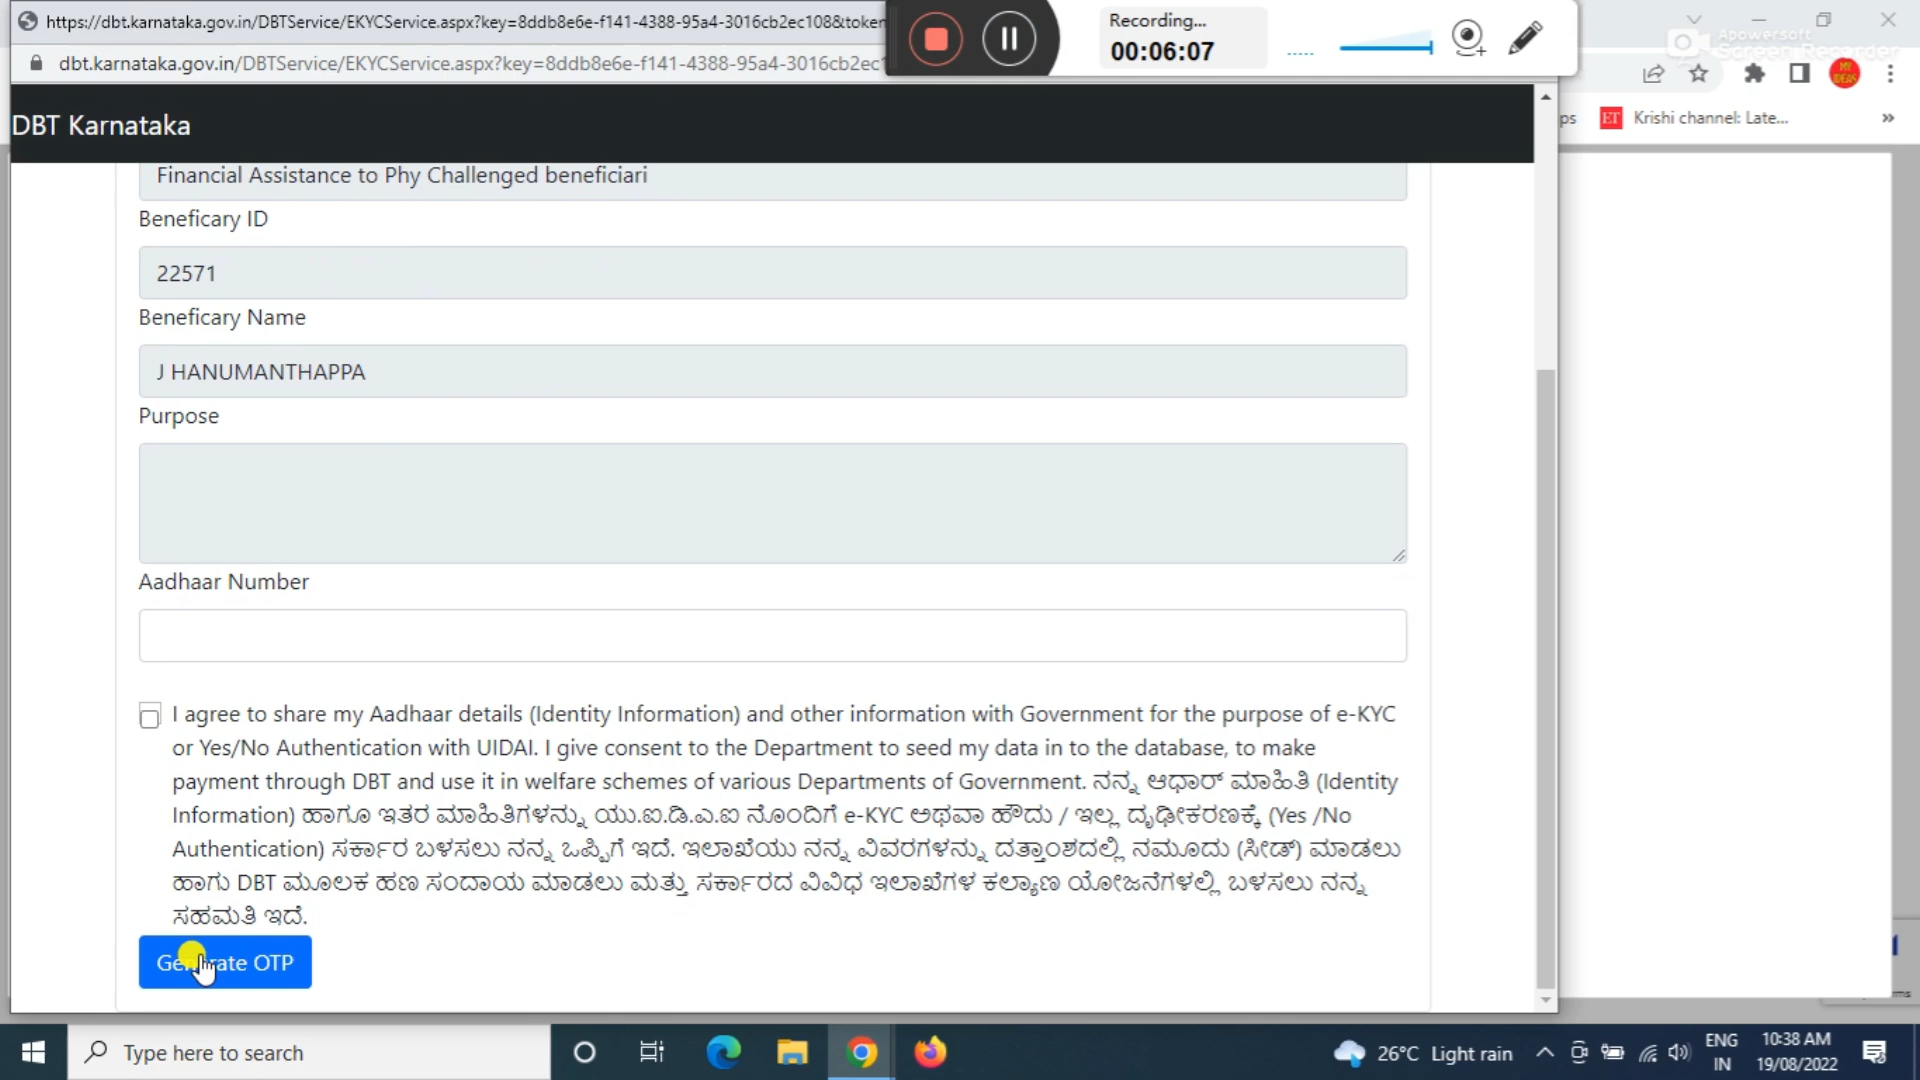 https://dbt.karnataka.gov.in/DBTService/EKYCService.aspx?key=8ddb8e6e-f141-4388-95a4-3016cb2ec108&token
Recording...
00:06:07
Apowersoft
Screen Recorder
dbt.karnataka.gov.in/DBTService/EKYCService.aspx?key=8ddb8e6e-f141-4388-95a4-3016cb2ec
MY IDEAS
DBT Karnataka
ps
ET Krishi channel: Late...
»
Financial Assistance to Phy Challenged beneficiari
Beneficary ID
22571
Beneficary Name
J HANUMANTHAPPA
Purpose
Aadhaar Number
I agree to share my Aadhaar details (Identity Information) and other information with Government for the purpose of e-KYC
or Yes/No Authentication with UIDAI. I give consent to the Department to seed my data in to the database, to make
payment through DBT and use it in welfare schemes of various Departments of Government. ನನ್ನ ಆಧಾರ್ ಮಾಹಿತಿ (Identity
Information) ಹಾಗೂ ಇತರ ಮಾಹಿತಿಗಳನ್ನು ಯು.ಐ.ಡಿ.ಎ.ಐ ನೊಂದಿಗೆ e-KYC ಅಥವಾ ಹೌದು / ಇಲ್ಲ ದೃಢೀಕರಣಕ್ಕೆ (Yes /No
Authentication) ಸರ್ಕಾರ ಬಳಸಲು ನನ್ನ ಒಪ್ಪಿಗೆ ಇದೆ. ಇಲಾಖೆಯು ನನ್ನ ವಿವರಗಳನ್ನು ದತ್ತಾಂಶದಲ್ಲಿ ನಮೂದು (ಸೀಡ್) ಮಾಡಲು
ಹಾಗು DBT ಮೂಲಕ ಹಣ ಸಂದಾಯ ಮಾಡಲು ಮತ್ತು ಸರ್ಕಾರದ ವಿವಿಧ ಇಲಾಖೆಗಳ ಕಲ್ಯಾಣ ಯೋಜನೆಗಳಲ್ಲಿ ಬಳಸಲು ನನ್ನ
ಸಹಮತಿ ಇದೆ.
Generate OTP
Type here to search
26°C Light rain
ENG
IN
10:38 AM
19/08/2022